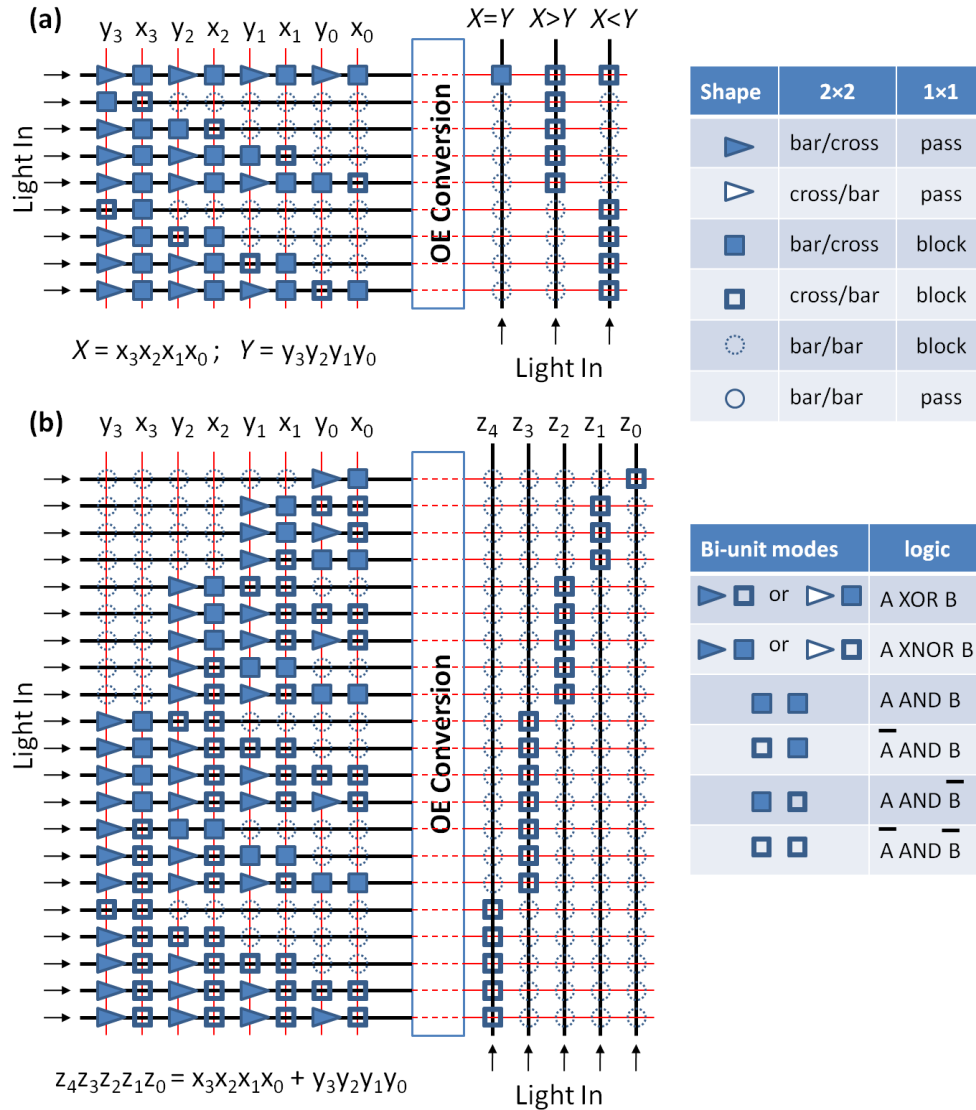 (a)
X=Y X>Y X<Y
y₃ x₃ y₂ x₂ y₁ x₁ y₀ x₀
Light In
OE Conversion
Light In
X = x₃x₂x₁x₀ ; Y = y₃y₂y₁y₀
Shape 2×2 1×1
bar/cross pass
cross/bar pass
bar/cross block
cross/bar block
bar/bar block
bar/bar pass
(b)
y₃ x₃ y₂ x₂ y₁ x₁ y₀ x₀
z₄ z₃ z₂ z₁ z₀
Light In
OE Conversion
Light In
z₄z₃z₂z₁z₀ = x₃x₂x₁x₀ + y₃y₂y₁y₀
Bi-unit modes logic
or A XOR B
or A XNOR B
A AND B
A̅ AND B
A AND B̅
A̅ AND B̅